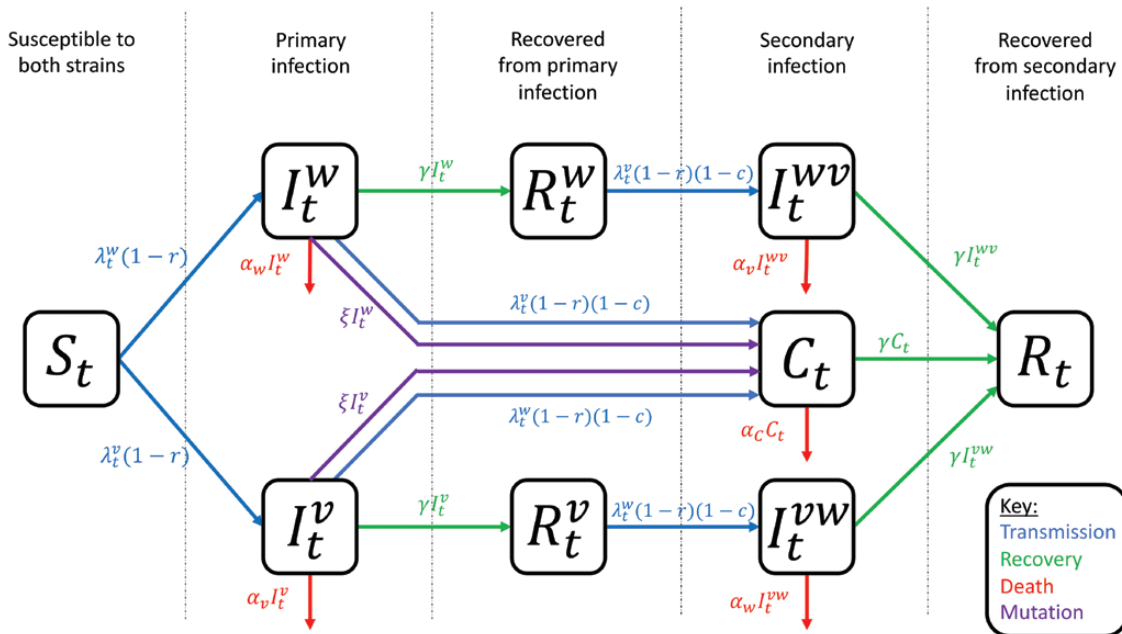 Susceptible to
both strains
Primary
infection
Recovered
from primary
infection
Secondary
infection
Recovered
from secondary
infection
I_t^w
γI_t^w
R_t^w
λ_t^v(1−r)(1−c)
I_t^{wv}
λ_t^w(1−r)
α_w I_t^w
α_v I_t^{wv}
γI_t^{wv}
ξI_t^w
λ_t^v(1−r)(1−c)
S_t
C_t
γC_t
R_t
ξI_t^v
λ_t^w(1−r)(1−c)
α_C C_t
λ_t^v(1−r)
γI_t^{vw}
I_t^v
γI_t^v
R_t^v
λ_t^w(1−r)(1−c)
I_t^{vw}
α_v I_t^v
α_w I_t^{vw}
Key:
Transmission
Recovery
Death
Mutation